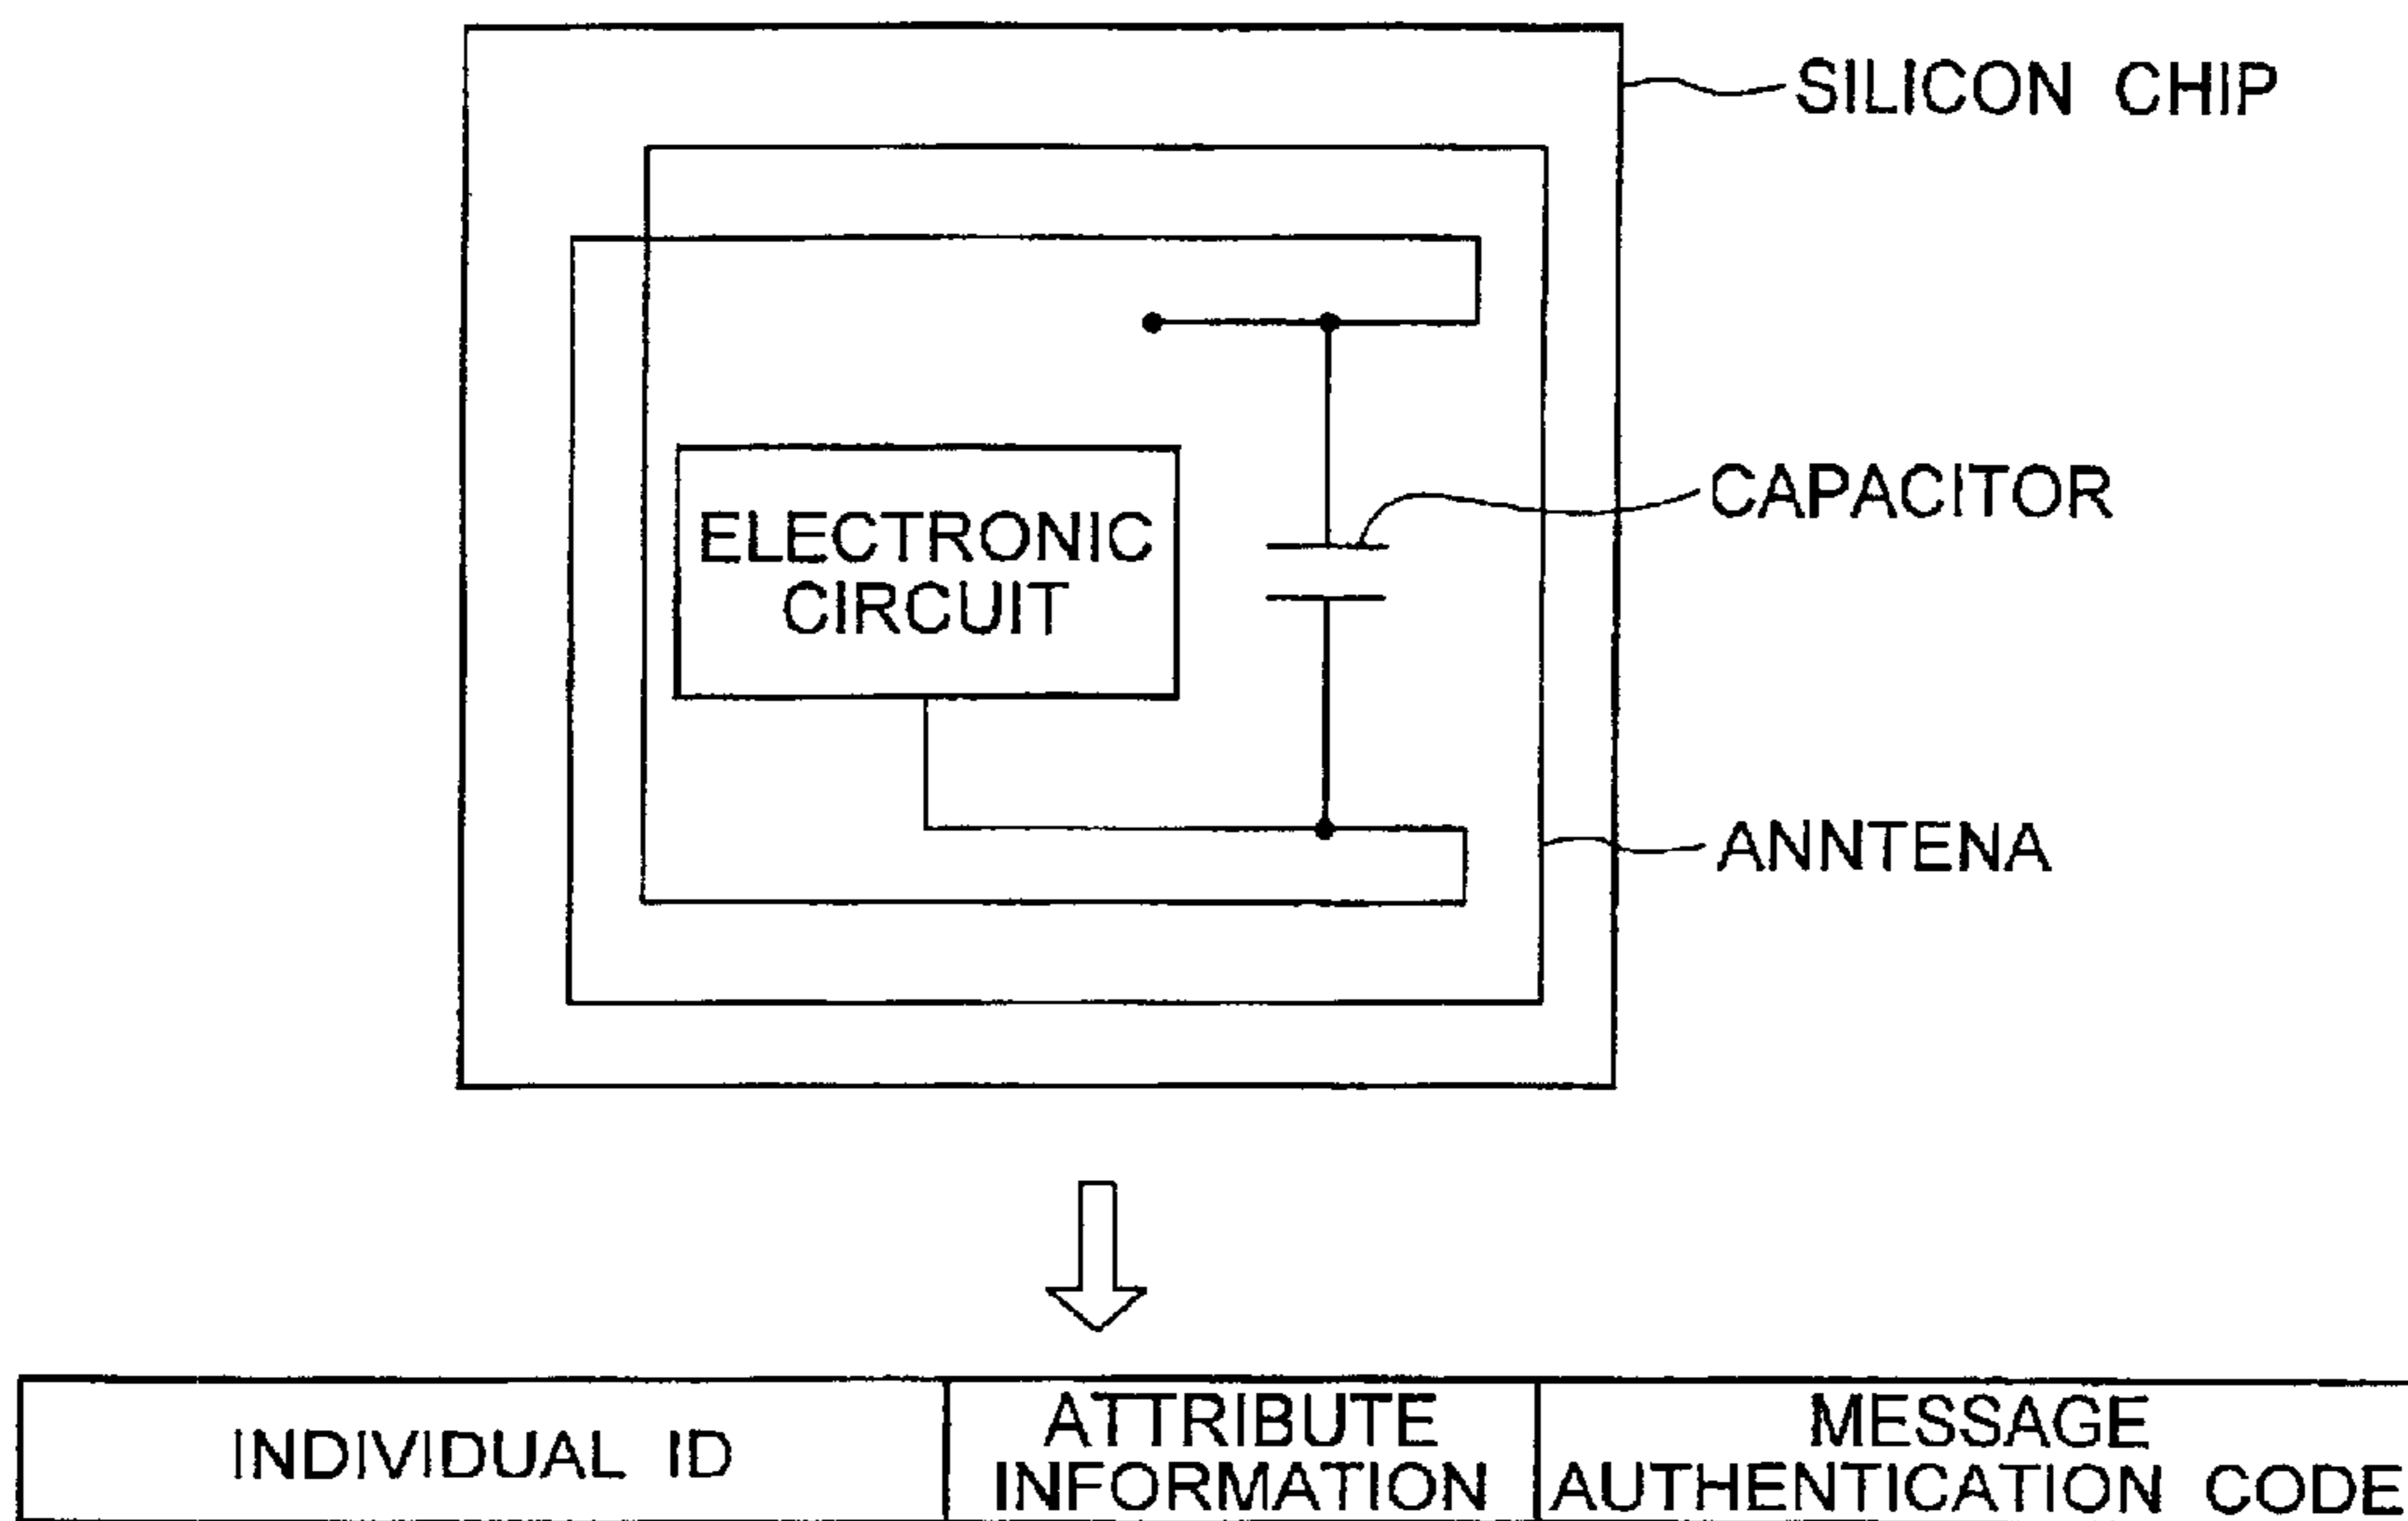 SILICON CHIP
CAPACITOR
ELECTRONIC
CIRCUIT
ANNTENA
INDIVIDUAL ID
ATTRIBUTE
INFORMATION
MESSAGE
AUTHENTICATION CODE